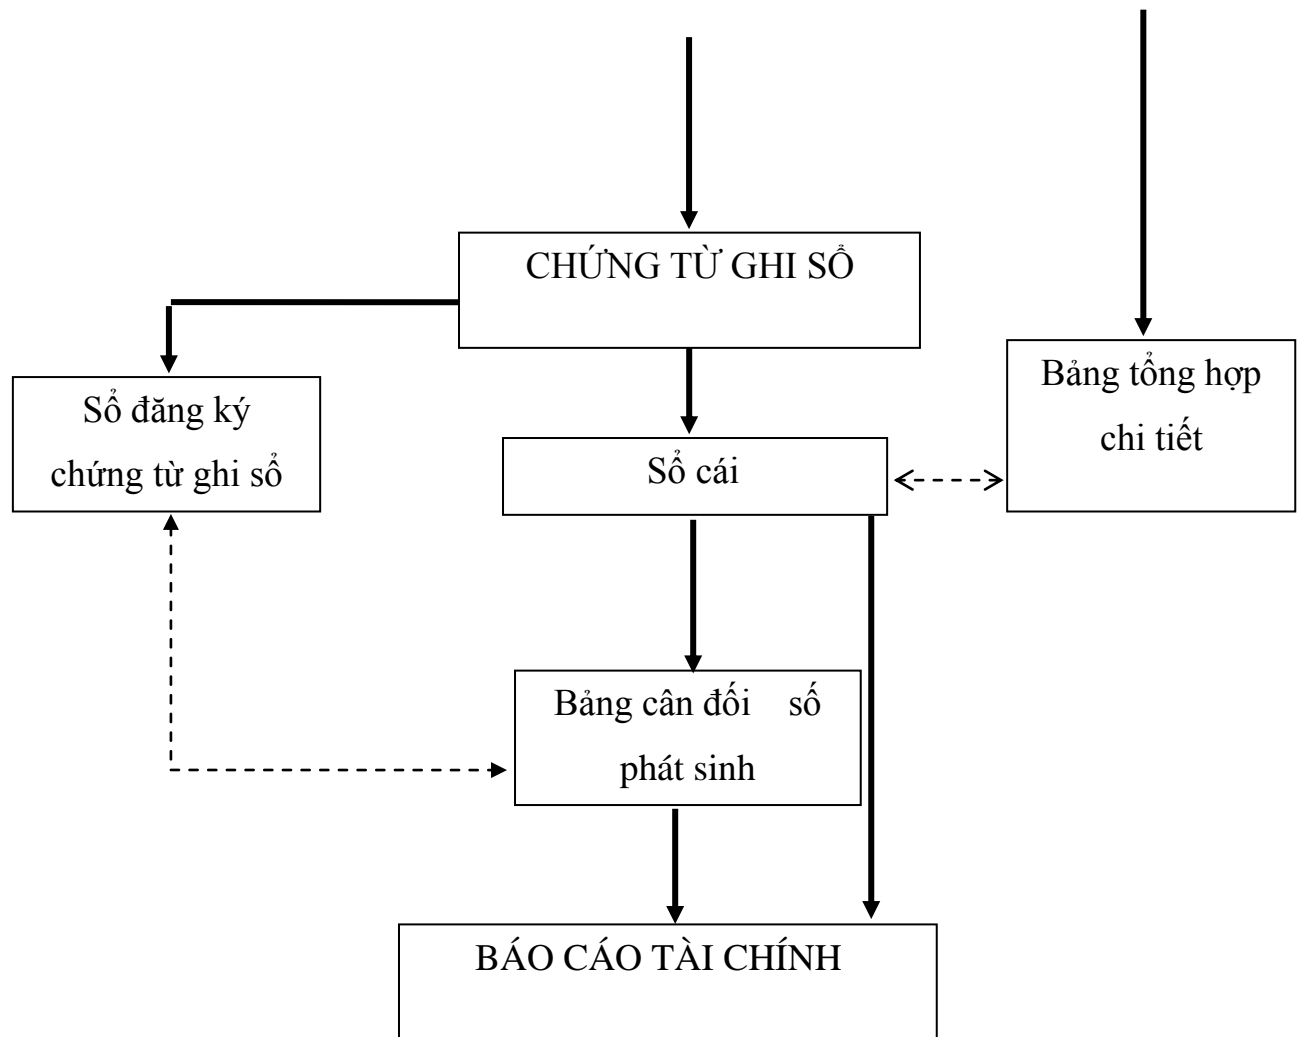 CHỨNG TỪ GHI SỔ
Bảng tổng hợp
chi tiết
Sổ đăng ký
chứng từ ghi sổ
Sổ cái
Bảng cân đối số
phát sinh
BÁO CÁO TÀI CHÍNH